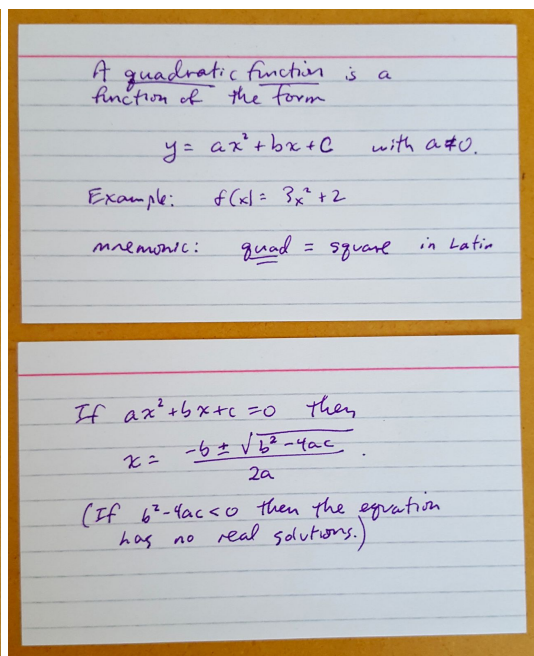 A quadratic function is a
function of the form
y = ax² + bx + C with a ≠ 0.
Example: f(x) = 3x² + 2
mnemonic: quad = square in Latin
If ax² + bx + c = 0 then
x = (-b ± √(b² - 4ac)) / 2a .
(If b² - 4ac < 0 then the equation
has no real solutions.)